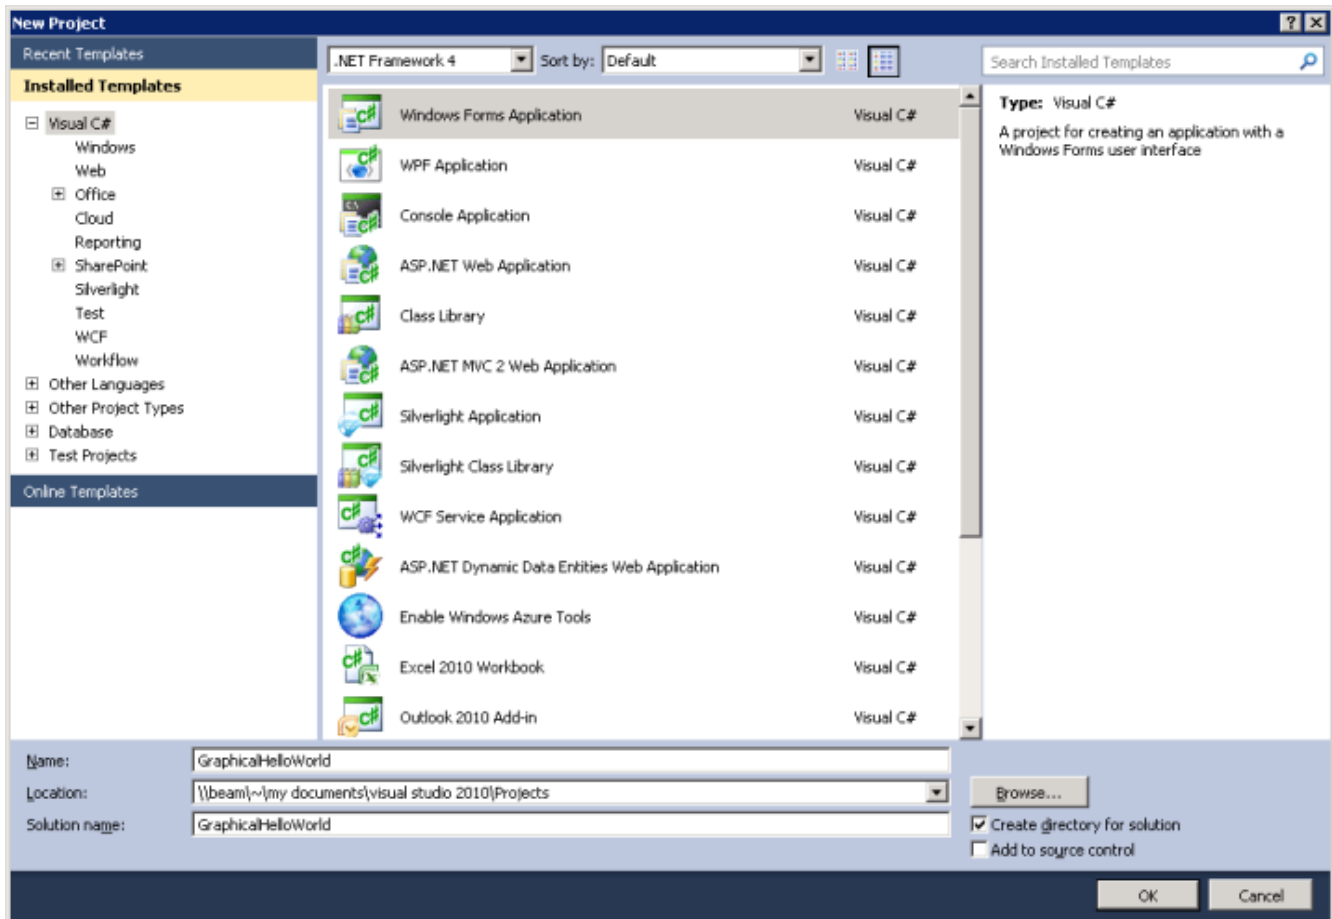 New Project
Recent Templates
Installed Templates
Visual C#
Windows
Web
Office
Cloud
Reporting
SharePoint
Silverlight
Test
WCF
Workflow
Other Languages
Other Project Types
Database
Test Projects
Online Templates
.NET Framework 4 Sort by: Default
Windows Forms Application Visual C#
WPF Application Visual C#
Console Application Visual C#
ASP.NET Web Application Visual C#
Class Library Visual C#
ASP.NET MVC 2 Web Application Visual C#
Silverlight Application Visual C#
Silverlight Class Library Visual C#
WCF Service Application Visual C#
ASP.NET Dynamic Data Entities Web Application Visual C#
Enable Windows Azure Tools Visual C#
Excel 2010 Workbook Visual C#
Outlook 2010 Add-in Visual C#
Search Installed Templates
Type: Visual C#
A project for creating an application with a
Windows Forms user interface
Name: GraphicalHelloWorld
Location: \\beam\~\my documents\visual studio 2010\Projects Browse...
Solution name: GraphicalHelloWorld Create directory for solution
Add to source control
OK Cancel